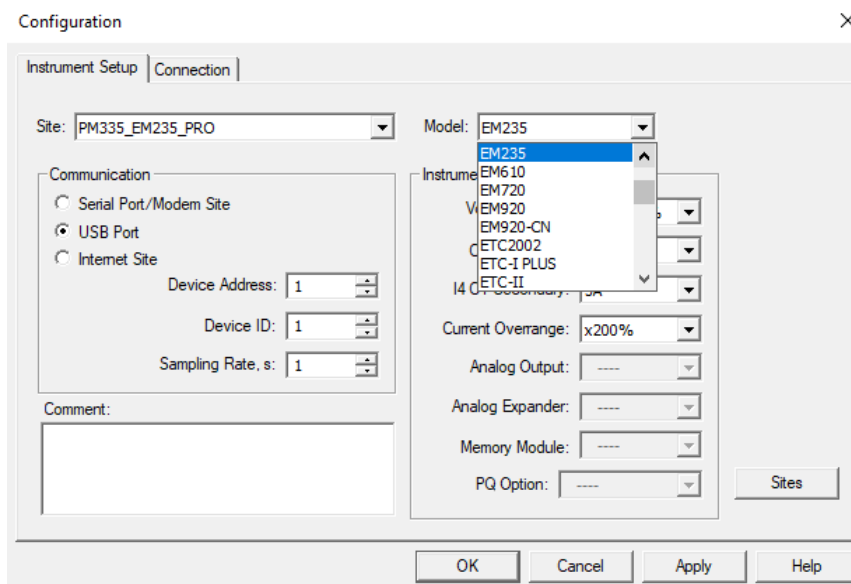 Configuration
Instrument Setup
Connection
Site: PM335_EM235_PRO
Model: EM235
EM235
EM610
EM720
EM920
EM920-CN
ETC2002
ETC-I PLUS
ETC-II
Communication
Serial Port/Modem Site
USB Port
Internet Site
Device Address: 1
Device ID: 1
Sampling Rate, s: 1
Comment:
Current Overrange: x200%
Analog Output: ----
Analog Expander: ----
Memory Module: ----
PQ Option: ----
Sites
OK
Cancel
Apply
Help